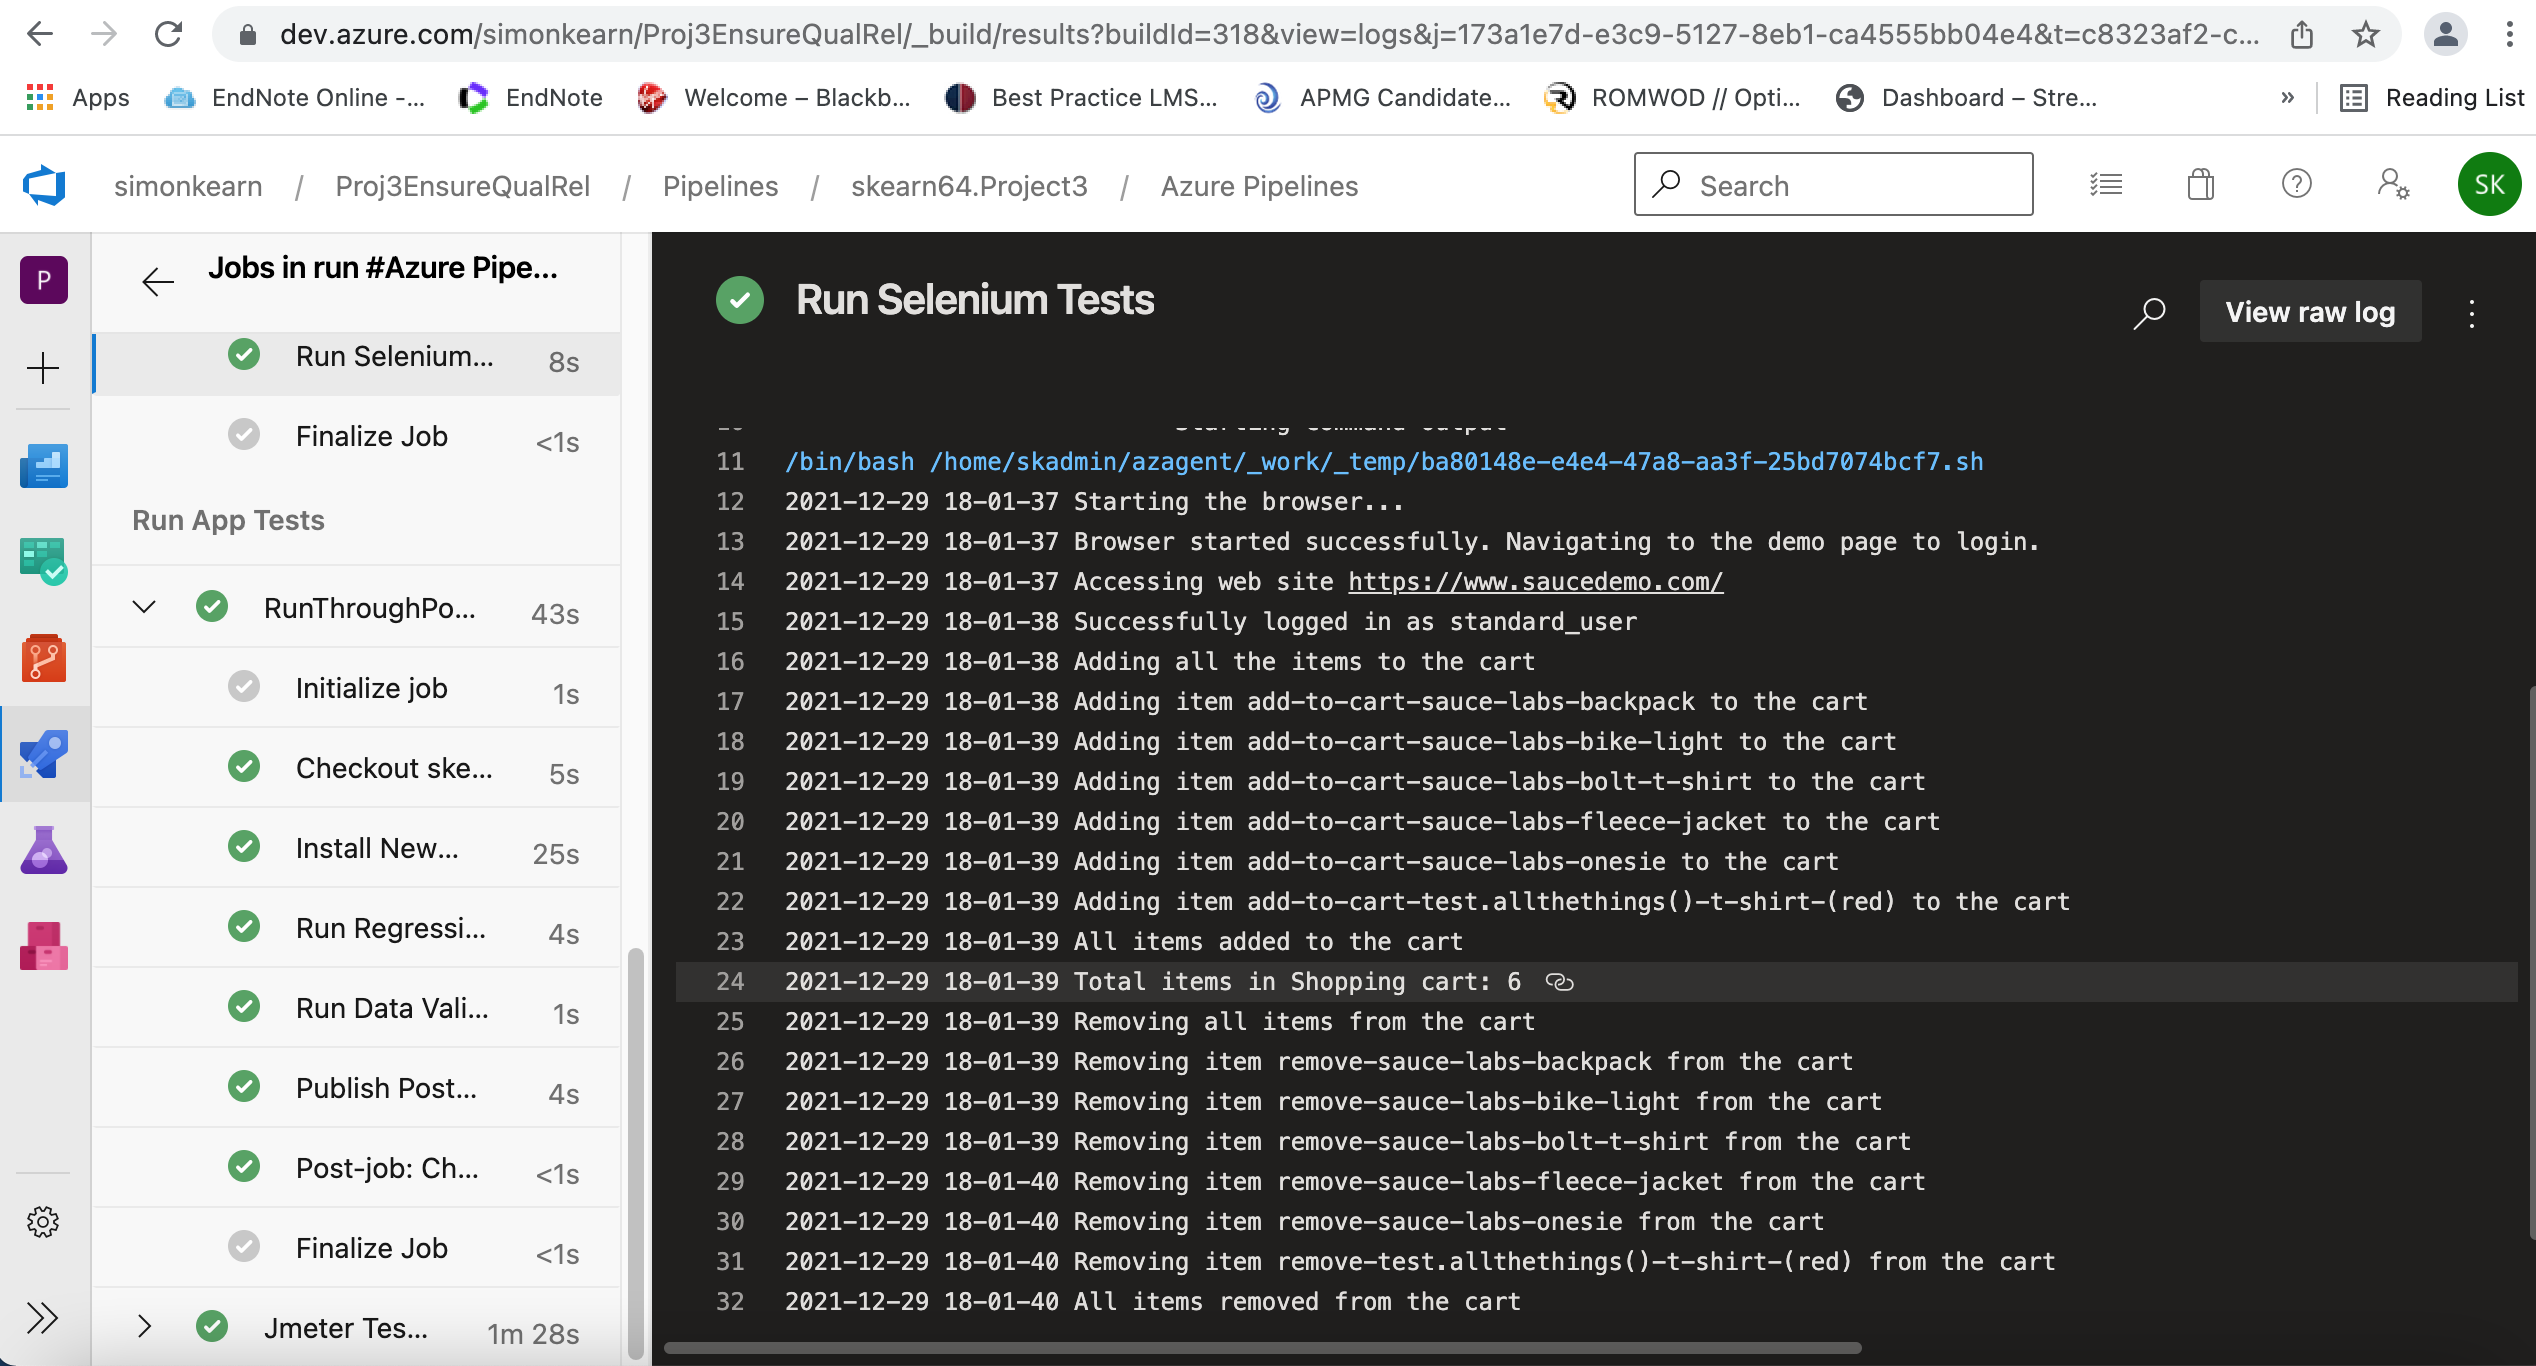 dev.azure.com/simonkearn/Proj3EnsureQualRel/_build/results?buildId=318&view=logs&j=173a1e7d-e3c9-5127-8eb1-ca4555bb04e4&t=c8323af2-c...
Apps EndNote Online -... EndNote Welcome – Blackb... Best Practice LMS... APMG Candidate... ROMWOD // Opti... Dashboard – Stre... » Reading List
simonkearn / Proj3EnsureQualRel / Pipelines / skearn64.Project3 / Azure Pipelines Search SK
P
Jobs in run #Azure Pipe...
Run Selenium... 8s
Finalize Job <1s
Run App Tests
RunThroughPo... 43s
Initialize job 1s
Checkout ske... 5s
Install New... 25s
Run Regressi... 4s
Run Data Vali... 1s
Publish Post... 4s
Post-job: Ch... <1s
Finalize Job <1s
Jmeter Tes... 1m 28s
Run Selenium Tests
View raw log
11 /bin/bash /home/skadmin/azagent/_work/_temp/ba80148e-e4e4-47a8-aa3f-25bd7074bcf7.sh
12 2021-12-29 18-01-37 Starting the browser...
13 2021-12-29 18-01-37 Browser started successfully. Navigating to the demo page to login.
14 2021-12-29 18-01-37 Accessing web site https://www.saucedemo.com/
15 2021-12-29 18-01-38 Successfully logged in as standard_user
16 2021-12-29 18-01-38 Adding all the items to the cart
17 2021-12-29 18-01-38 Adding item add-to-cart-sauce-labs-backpack to the cart
18 2021-12-29 18-01-39 Adding item add-to-cart-sauce-labs-bike-light to the cart
19 2021-12-29 18-01-39 Adding item add-to-cart-sauce-labs-bolt-t-shirt to the cart
20 2021-12-29 18-01-39 Adding item add-to-cart-sauce-labs-fleece-jacket to the cart
21 2021-12-29 18-01-39 Adding item add-to-cart-sauce-labs-onesie to the cart
22 2021-12-29 18-01-39 Adding item add-to-cart-test.allthethings()-t-shirt-(red) to the cart
23 2021-12-29 18-01-39 All items added to the cart
24 2021-12-29 18-01-39 Total items in Shopping cart: 6
25 2021-12-29 18-01-39 Removing all items from the cart
26 2021-12-29 18-01-39 Removing item remove-sauce-labs-backpack from the cart
27 2021-12-29 18-01-39 Removing item remove-sauce-labs-bike-light from the cart
28 2021-12-29 18-01-39 Removing item remove-sauce-labs-bolt-t-shirt from the cart
29 2021-12-29 18-01-40 Removing item remove-sauce-labs-fleece-jacket from the cart
30 2021-12-29 18-01-40 Removing item remove-sauce-labs-onesie from the cart
31 2021-12-29 18-01-40 Removing item remove-test.allthethings()-t-shirt-(red) from the cart
32 2021-12-29 18-01-40 All items removed from the cart